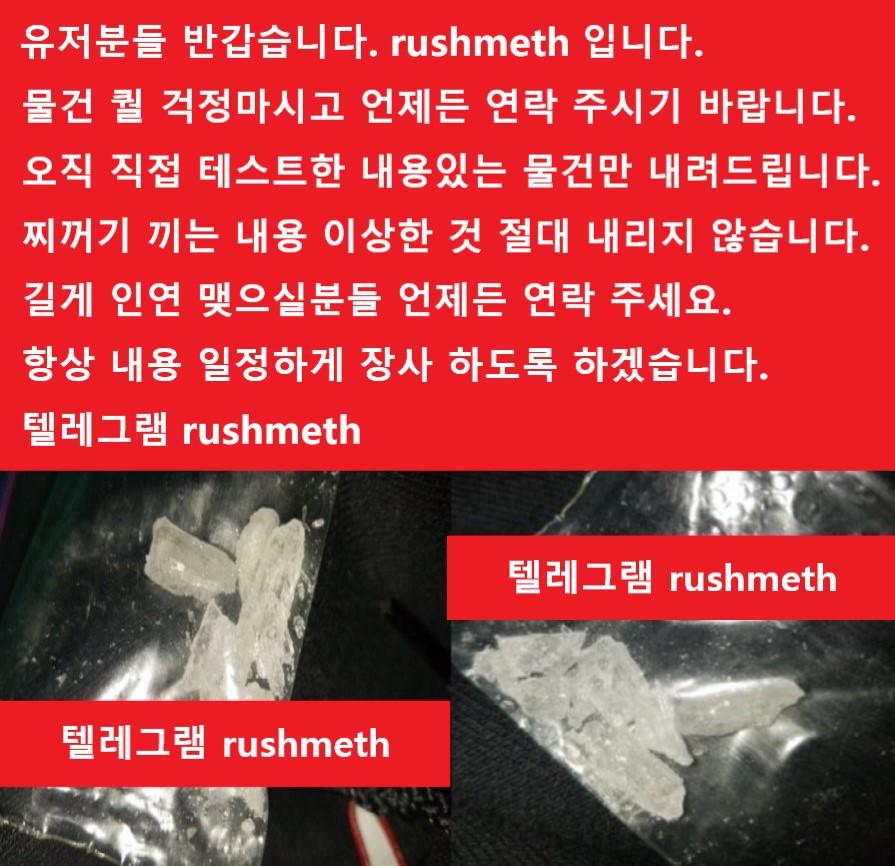 유저분들 반갑습니다. rushmeth 입니다.
물건 퀄 걱정마시고 언제든 연락 주시기 바랍니다.
오직 직접 테스트한 내용있는 물건만 내려드립니다.
찌꺼기 끼는 내용 이상한 것 절대 내리지 않습니다.
길게 인연 맺으실분들 언제든 연락 주세요.
항상 내용 일정하게 장사 하도록 하겠습니다.
텔레그램 rushmeth
텔레그램 rushmeth
텔레그램 rushmeth